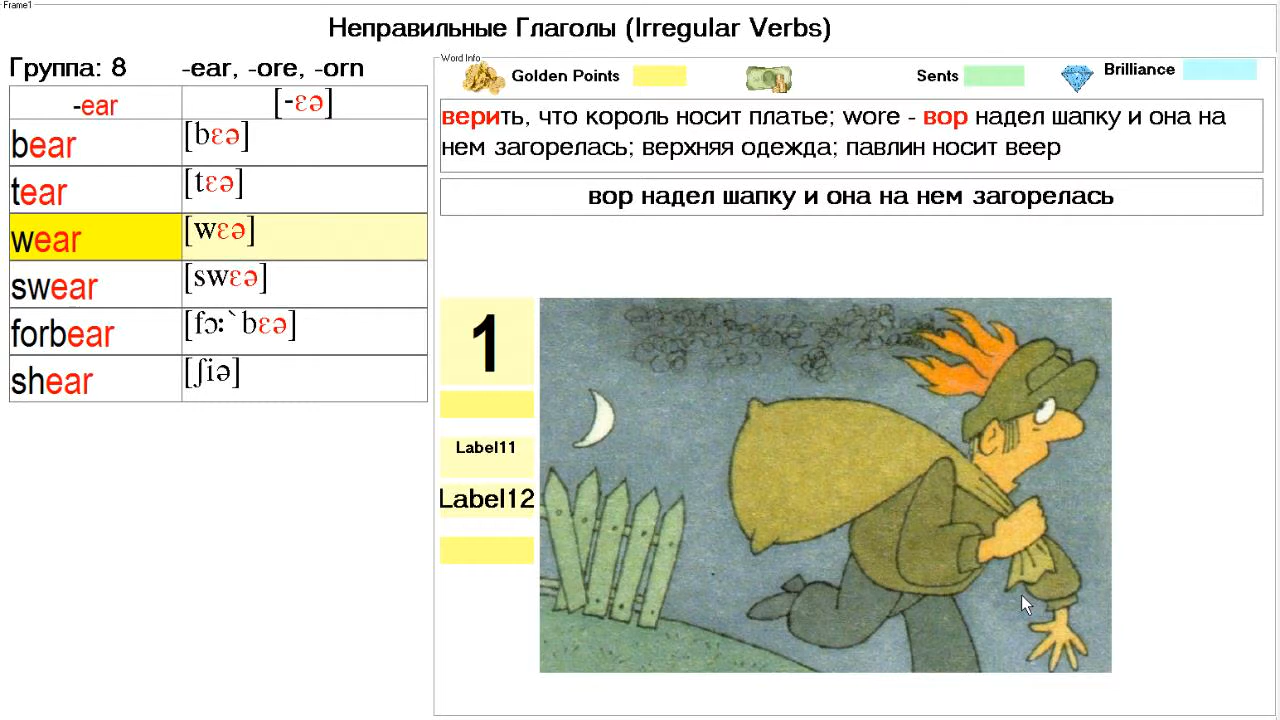 Frame1
Неправильные Глаголы (Irregular Verbs)
Группа: 8 -ear, -ore, -orn
-ear [-ɛə]
bear [bɛə]
tear [tɛə]
wear [wɛə]
swear [swɛə]
forbear [fɔ:`bɛə]
shear [ʃiə]
Word Info
Golden Points Sents Brilliance
верить, что король носит платье; wore - вор надел шапку и она на
нем загорелась; верхняя одежда; павлин носит веер
вор надел шапку и она на нем загорелась
1
Label11
Label12